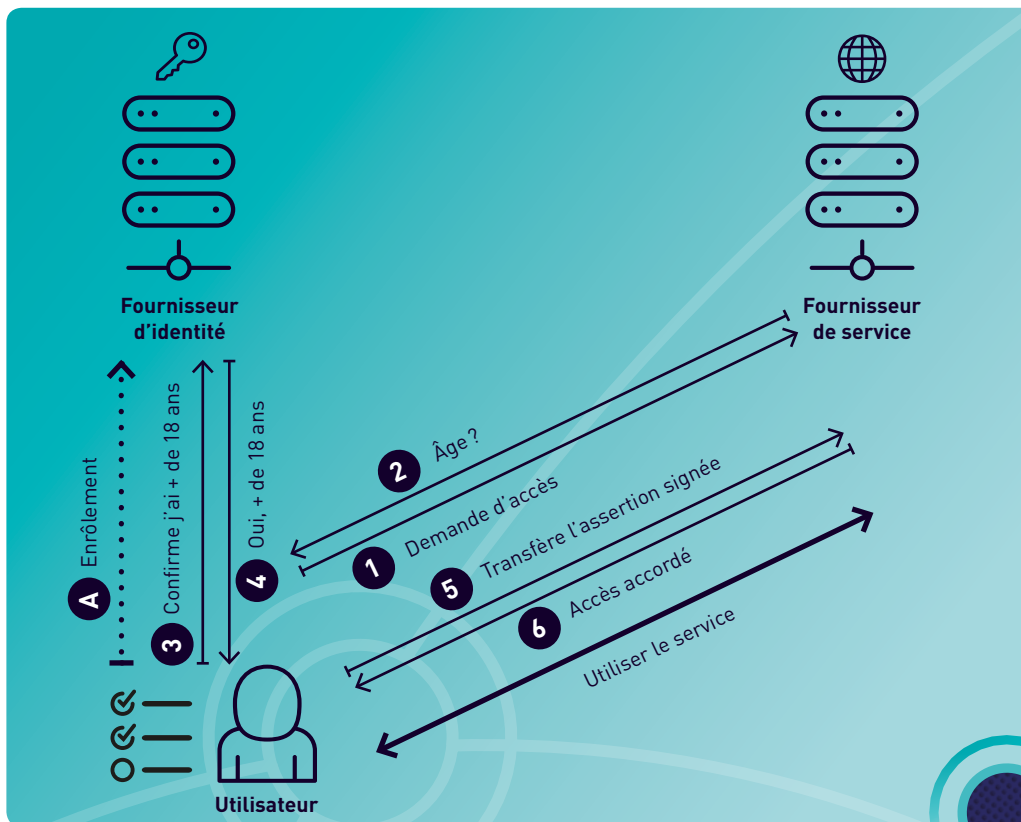 Fournisseur
d'identité
Fournisseur
de service
A Enrôlement
3 Confirme j'ai + de 18 ans
4 Oui, + de 18 ans
2 Âge ?
1 Demande d'accès
5 Transfère l'assertion signée
6 Accès accordé
Utiliser le service
Utilisateur